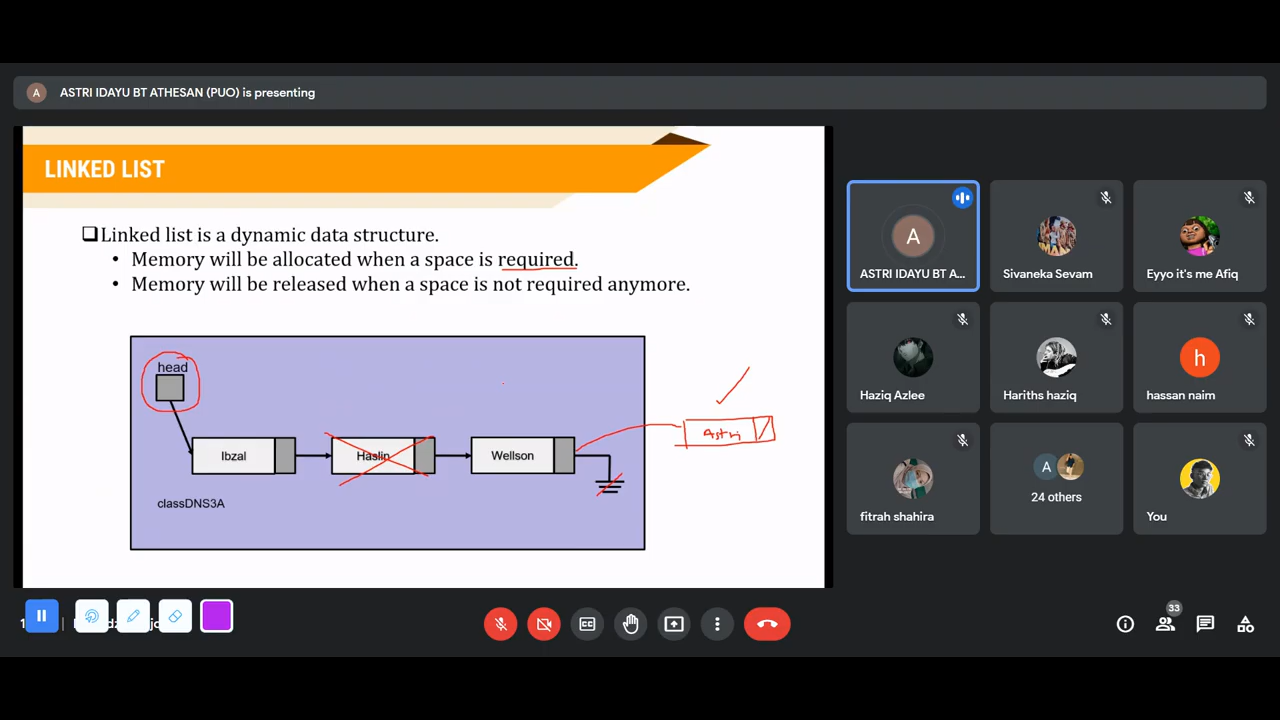 ASTRI IDAYU BT ATHESAN (PUO) is presenting
LINKED LIST
Linked list is a dynamic data structure.
• Memory will be allocated when a space is required.
• Memory will be released when a space is not required anymore.
head
Ibzal
Haslin
Wellson
Astri
classDNS3A
A
ASTRI IDAYU BT A...
Sivaneka Sevam
Eyyo it's me Afiq
Haziq Azlee
Hariths haziq
h
hassan naim
fitrah shahira
A
24 others
You
33